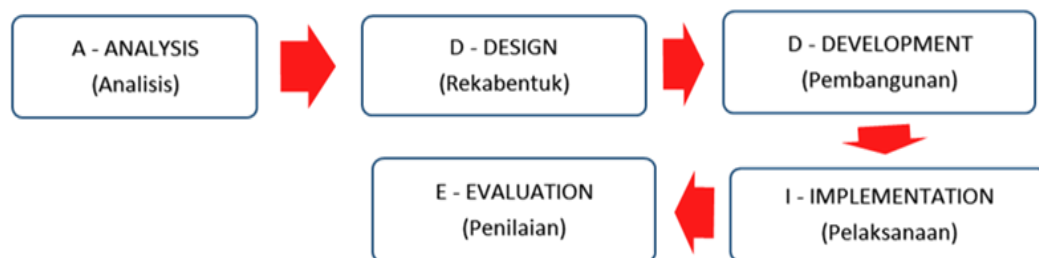 A - ANALYSIS
(Analisis)
D - DESIGN
(Rekabentuk)
D - DEVELOPMENT
(Pembangunan)
I - IMPLEMENTATION
(Pelaksanaan)
E - EVALUATION
(Penilaian)